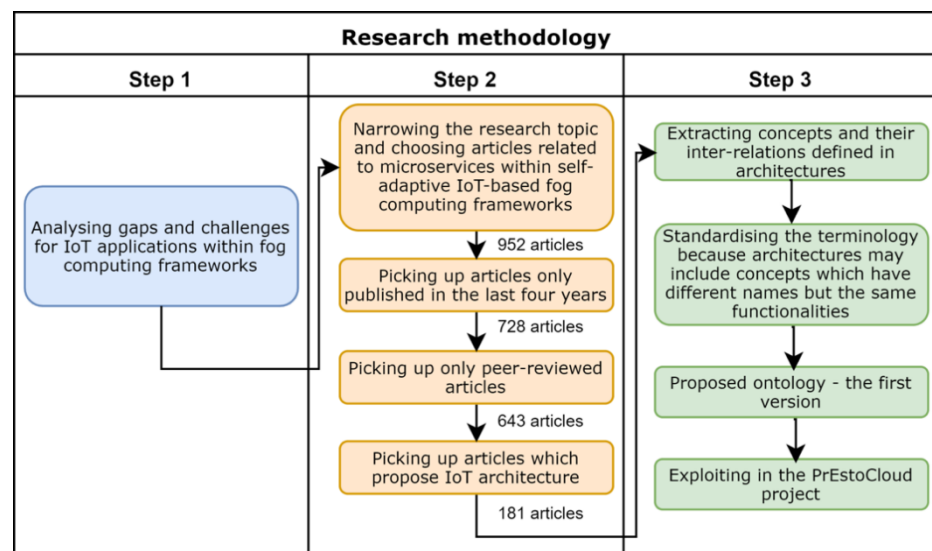 Research methodology
Step 1
Step 2
Step 3
Analysing gaps and challenges
for IoT applications within fog
computing frameworks
Narrowing the research topic
and choosing articles related
to microservices within self-
adaptive IoT-based fog
computing frameworks
952 articles
Picking up articles only
published in the last four years
728 articles
Picking up only peer-reviewed
articles
643 articles
Picking up articles which
propose IoT architecture
181 articles
Extracting concepts and their
inter-relations defined in
architectures
Standardising the terminology
because architectures may
include concepts which have
different names but the same
functionalities
Proposed ontology - the first
version
Exploiting in the PrEstoCloud
project